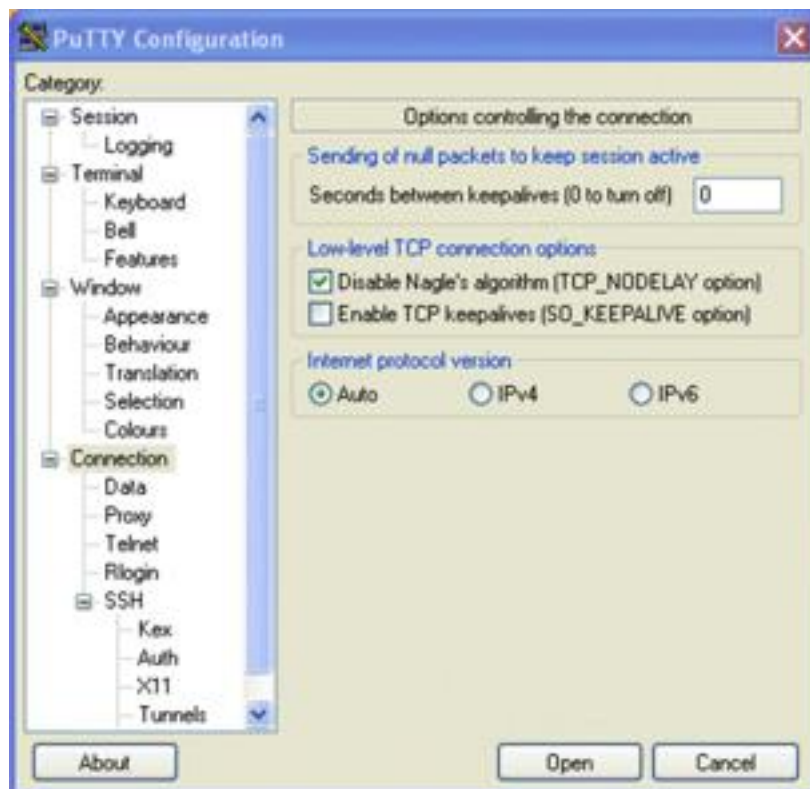 PuTTY Configuration
Category:
Session
Logging
Terminal
Keyboard
Bell
Features
Window
Appearance
Behaviour
Translation
Selection
Colours
Connection
Data
Proxy
Telnet
Rlogin
SSH
Kex
Auth
X11
Tunnels
Options controlling the connection
Sending of null packets to keep session active
Seconds between keepalives (0 to turn off) 0
Low-level TCP connection options
Disable Nagle's algorithm (TCP_NODELAY option)
Enable TCP keepalives (SO_KEEPALIVE option)
Internet protocol version
Auto IPv4 IPv6
About Open Cancel